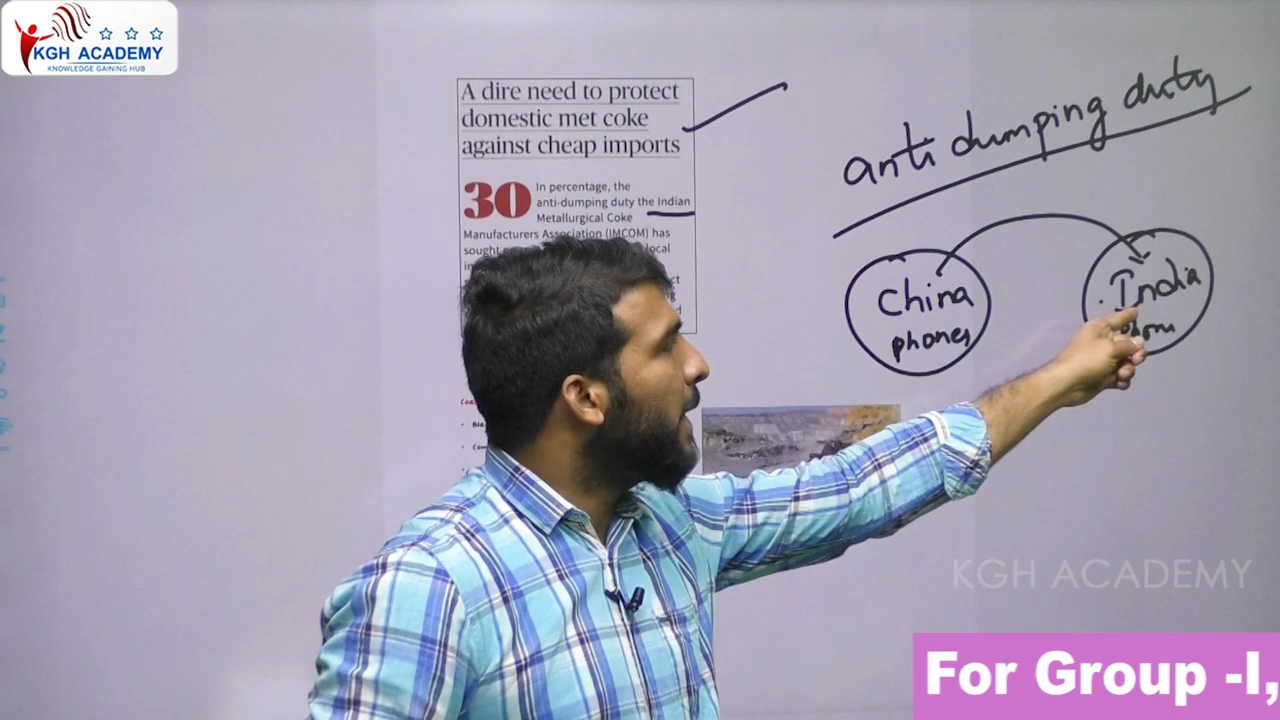 KGH ACADEMY
KNOWLEDGE GAINING HUB
A dire need to protect
domestic met coke
against cheap imports
30
In percentage, the
anti-dumping duty the Indian
Metallurgical Coke
Manufacturers Association (IMCOM) has
sought
local
anti dumping duty
China
phones
India
KGH ACADEMY
For Group -I,